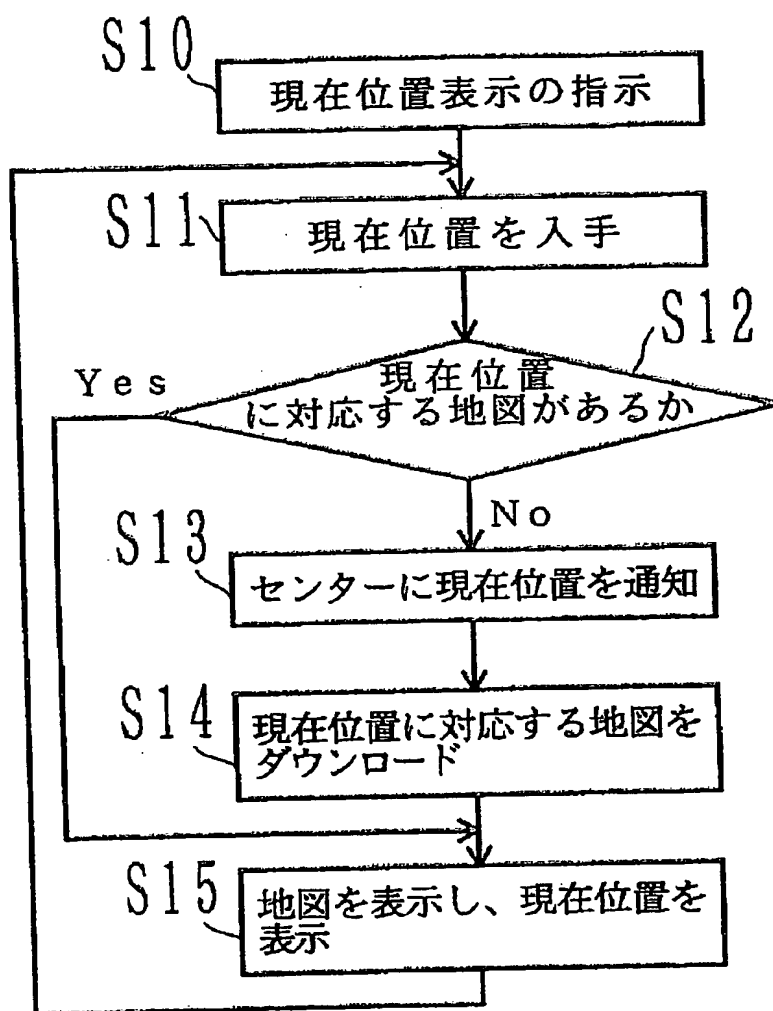 S10
現在位置表示の指示
S11
現在位置を入手
S12
現在位置
に対応する地図があるか
Yes
No
S13
センターに現在位置を通知
S14
現在位置に対応する地図を
ダウンロード
S15
地図を表示し、現在位置を
表示